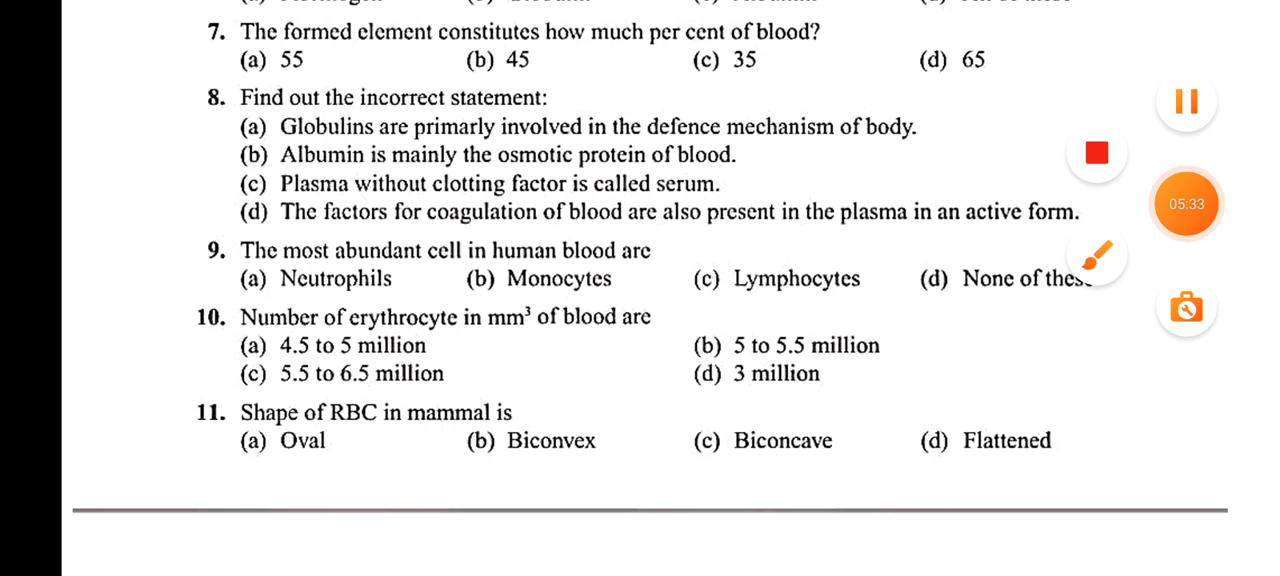 7. The formed element constitutes how much per cent of blood?
(a) 55 (b) 45 (c) 35 (d) 65
8. Find out the incorrect statement:
(a) Globulins are primarly involved in the defence mechanism of body.
(b) Albumin is mainly the osmotic protein of blood.
(c) Plasma without clotting factor is called serum.
(d) The factors for coagulation of blood are also present in the plasma in an active form.
05:33
9. The most abundant cell in human blood are
(a) Neutrophils (b) Monocytes (c) Lymphocytes (d) None of these
10. Number of erythrocyte in mm³ of blood are
(a) 4.5 to 5 million (b) 5 to 5.5 million
(c) 5.5 to 6.5 million (d) 3 million
11. Shape of RBC in mammal is
(a) Oval (b) Biconvex (c) Biconcave (d) Flattened